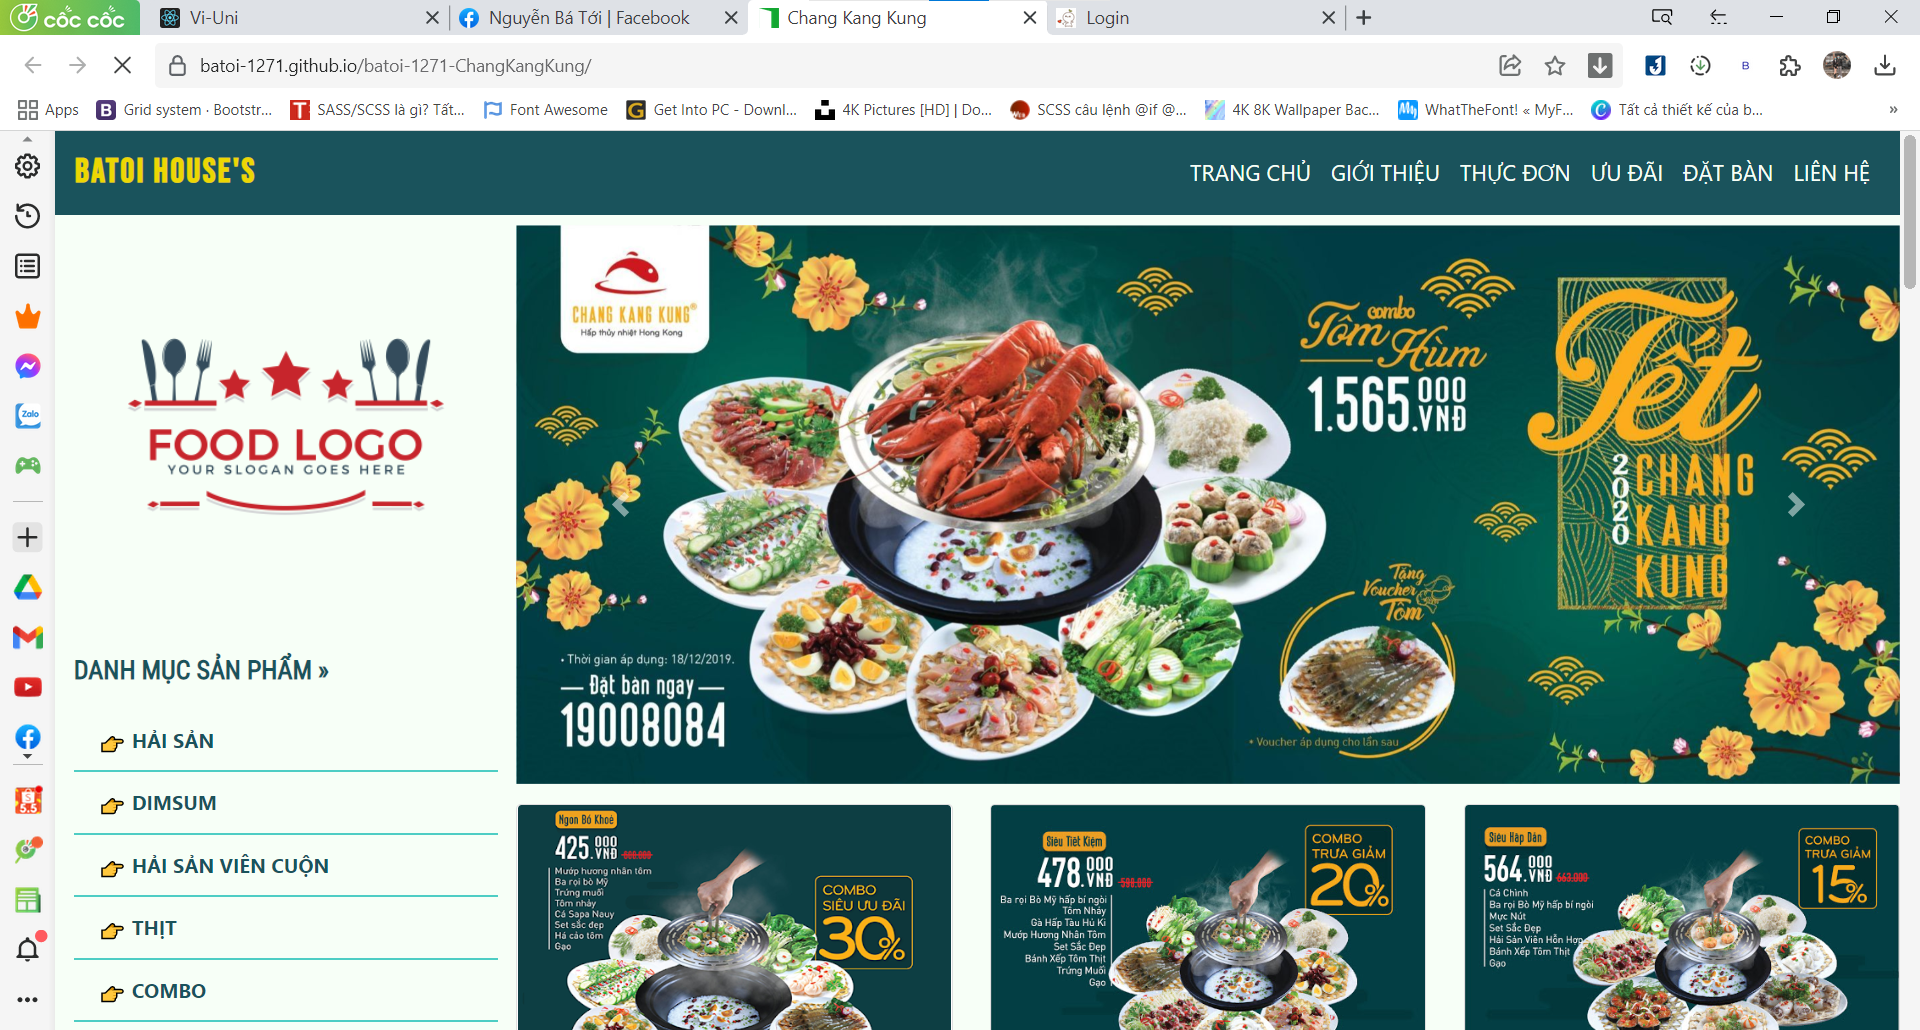 cốc cốc
Vi-Uni
Nguyễn Bá Tới | Facebook
Chang Kang Kung
Login
batoi-1271.github.io/batoi-1271-ChangKangKung/
Apps
Grid system · Bootstr...
SASS/SCSS là gì? Tất...
Font Awesome
Get Into PC - Downl...
4K Pictures [HD] | Do...
SCSS câu lệnh @if @...
4K 8K Wallpaper Bac...
WhatTheFont! « MyF...
Tất cả thiết kế của b...
»
BATOI HOUSE'S
TRANG CHỦ
GIỚI THIỆU
THỰC ĐƠN
ƯU ĐÃI
ĐẶT BÀN
LIÊN HỆ
Zalo
FOOD LOGO
YOUR SLOGAN GOES HERE
DANH MỤC SẢN PHẨM »
HẢI SẢN
DIMSUM
HẢI SẢN VIÊN CUỘN
THỊT
COMBO
CHANG KANG KUNG®
Hấp thủy nhiệt Hong Kong
combo
Tôm Hùm
1.565.000 VNĐ
Tết
2020
CHANG
KANG
KUNG
Tặng
Voucher
Tôm
• Thời gian áp dụng: 18/12/2019.
Đặt bàn ngay
19008084
* Voucher áp dụng cho lần sau
Ngon Bổ Khoẻ
425.000 VNĐ
Mướp hương nhân tôm
Ba rọi bò Mỹ
Trứng muối
Tôm nhảy
Cá Sapa Nauy
Set sắc đẹp
Há cảo tôm
Gạo
COMBO
SIÊU ƯU ĐÃI
30%
Siêu Tiết Kiệm
478.000 VNĐ
Ba rọi Bò Mỹ hấp bí ngòi
Tôm Nhảy
Gà Hấp Tàu Hủ Ki
Mướp Hương Nhân Tôm
Set Sắc Đẹp
Bánh Xếp Tôm Thịt
Trứng Muối
Gạo
COMBO
TRƯA GIẢM
20%
Siêu Hấp Dẫn
564.000 VNĐ 663.000
Cá Chình
Ba rọi Bò Mỹ hấp bí ngòi
Mực Nút
Set Sắc Đẹp
Hải Sản Viên Hỗn Hợp
Bánh Xếp Tôm Thịt
Gạo
COMBO
TRƯA GIẢM
15%